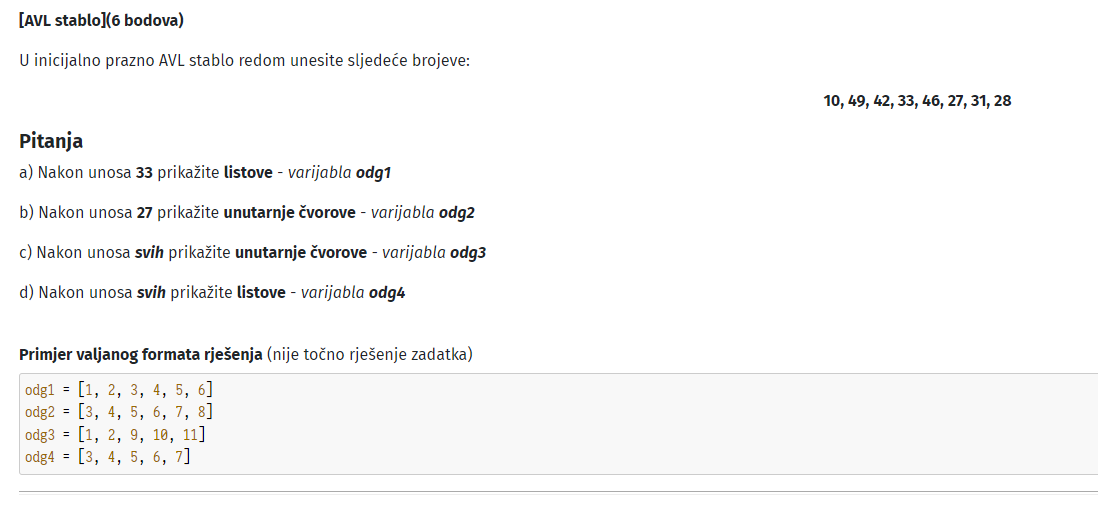 [AVL stablo](6 bodova)
U inicijalno prazno AVL stablo redom unesite sljedeće brojeve:
10, 49, 42, 33, 46, 27, 31, 28
Pitanja
a) Nakon unosa 33 prikažite listove - varijabla odg1
b) Nakon unosa 27 prikažite unutarnje čvorove - varijabla odg2
c) Nakon unosa svih prikažite unutarnje čvorove - varijabla odg3
d) Nakon unosa svih prikažite listove - varijabla odg4
Primjer valjanog formata rješenja (nije točno rješenje zadatka)
odg1 = [1, 2, 3, 4, 5, 6]
odg2 = [3, 4, 5, 6, 7, 8]
odg3 = [1, 2, 9, 10, 11]
odg4 = [3, 4, 5, 6, 7]